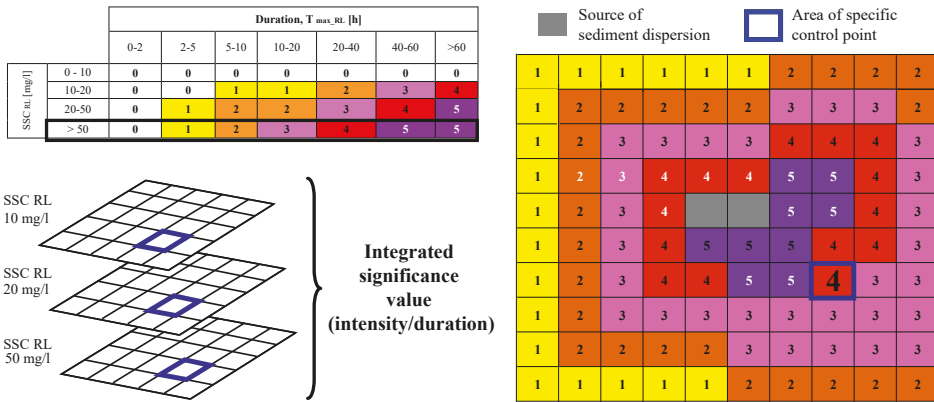 Duration, T max_RL [h]
0-2 2-5 5-10 10-20 20-40 40-60 >60
SSC RL [mg/l]
0 - 10 0 0 0 0 0 0 0
10-20 0 0 1 1 2 3 4
20-50 0 1 2 2 3 4 5
> 50 0 1 2 3 4 5 5
SSC RL
10 mg/l
SSC RL
20 mg/l
SSC RL
50 mg/l
Integrated
significance
value
(intensity/duration)
Source of
sediment dispersion
Area of specific
control point
1 1 1 1 1 1 2 2 2 2
1 2 2 2 2 2 3 3 3 2
1 2 3 3 3 3 4 4 4 3
1 2 3 4 4 4 5 5 4 3
1 2 3 4 5 5 4 3
1 2 3 4 5 5 5 4 4 3
1 2 3 4 4 5 5 4 3 3
1 2 3 3 3 3 3 3 3 3
1 2 2 2 2 3 3 3 3 3
1 1 1 1 1 2 2 2 2 2